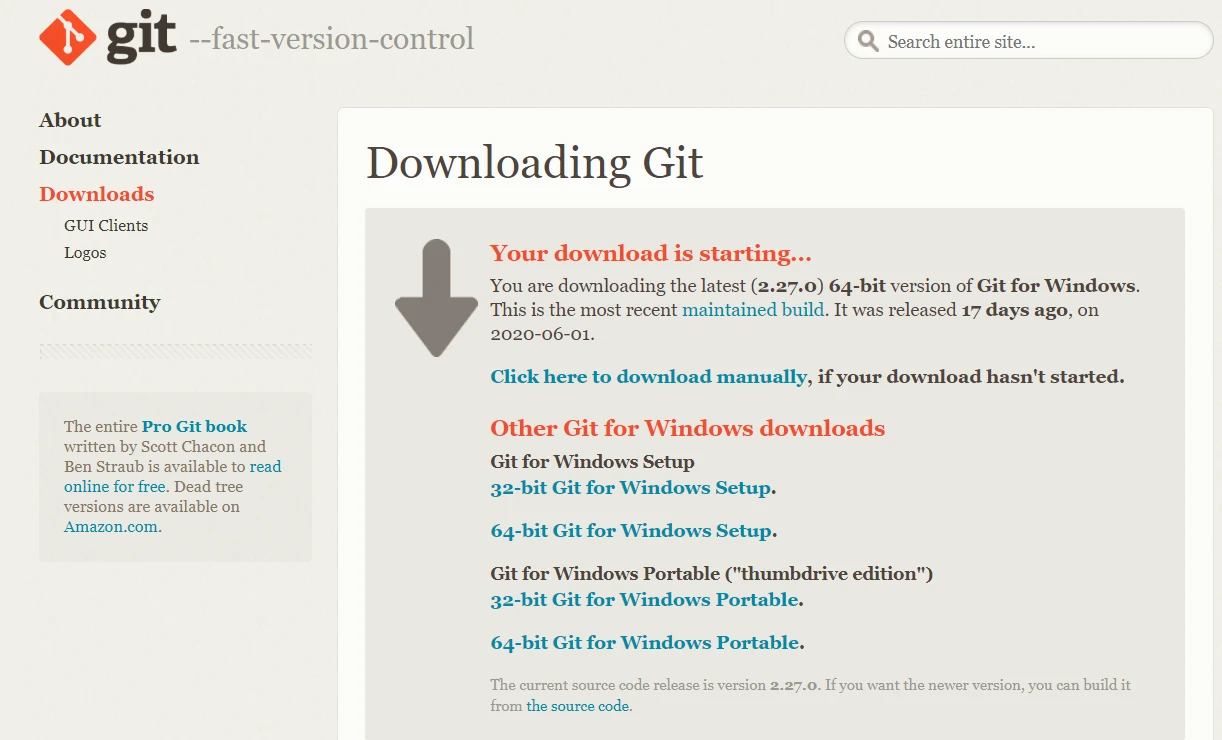 git --fast-version-control
Search entire site...
About
Documentation
Downloads
GUI Clients
Logos
Community
The entire Pro Git book
written by Scott Chacon and
Ben Straub is available to read
online for free. Dead tree
versions are available on
Amazon.com.
Downloading Git
Your download is starting...
You are downloading the latest (2.27.0) 64-bit version of Git for Windows.
This is the most recent maintained build. It was released 17 days ago, on
2020-06-01.
Click here to download manually, if your download hasn't started.
Other Git for Windows downloads
Git for Windows Setup
32-bit Git for Windows Setup.
64-bit Git for Windows Setup.
Git for Windows Portable ("thumbdrive edition")
32-bit Git for Windows Portable.
64-bit Git for Windows Portable.
The current source code release is version 2.27.0. If you want the newer version, you can build it
from the source code.